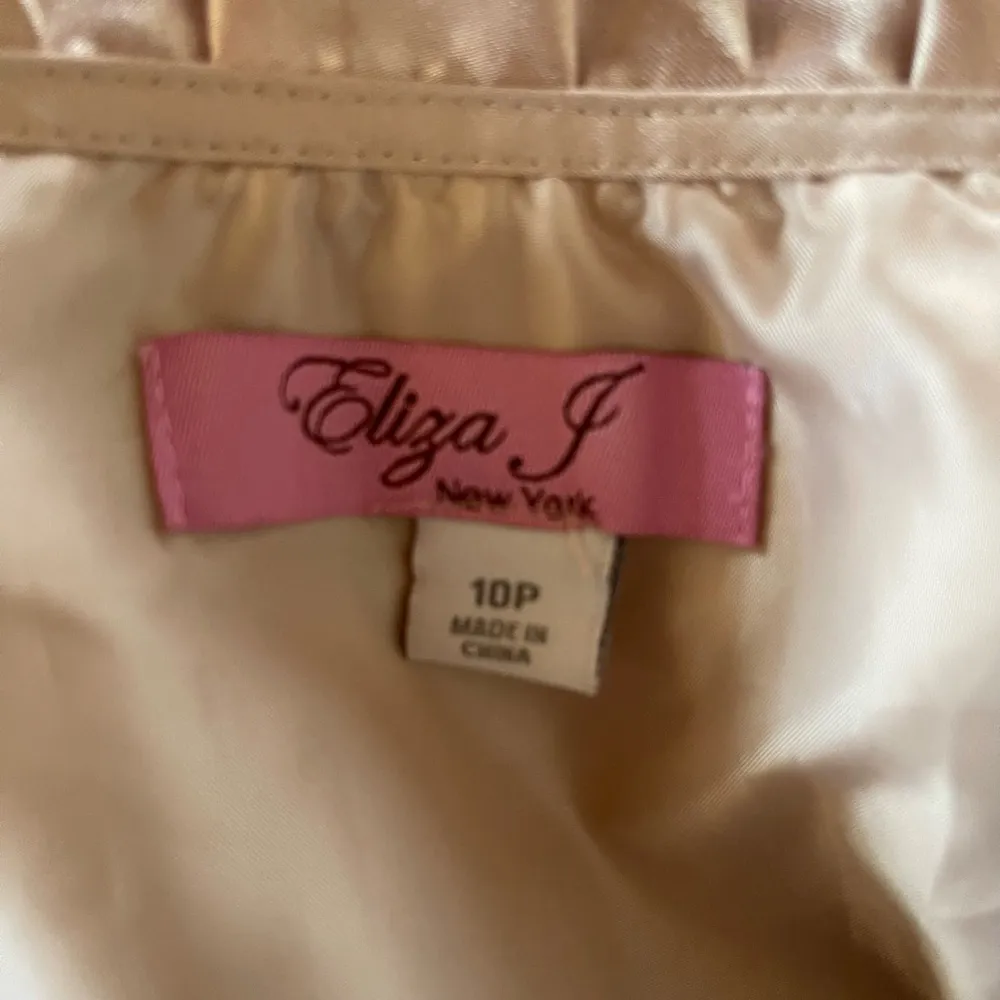 Eliza J
New York
10P
MADE IN
CHINA